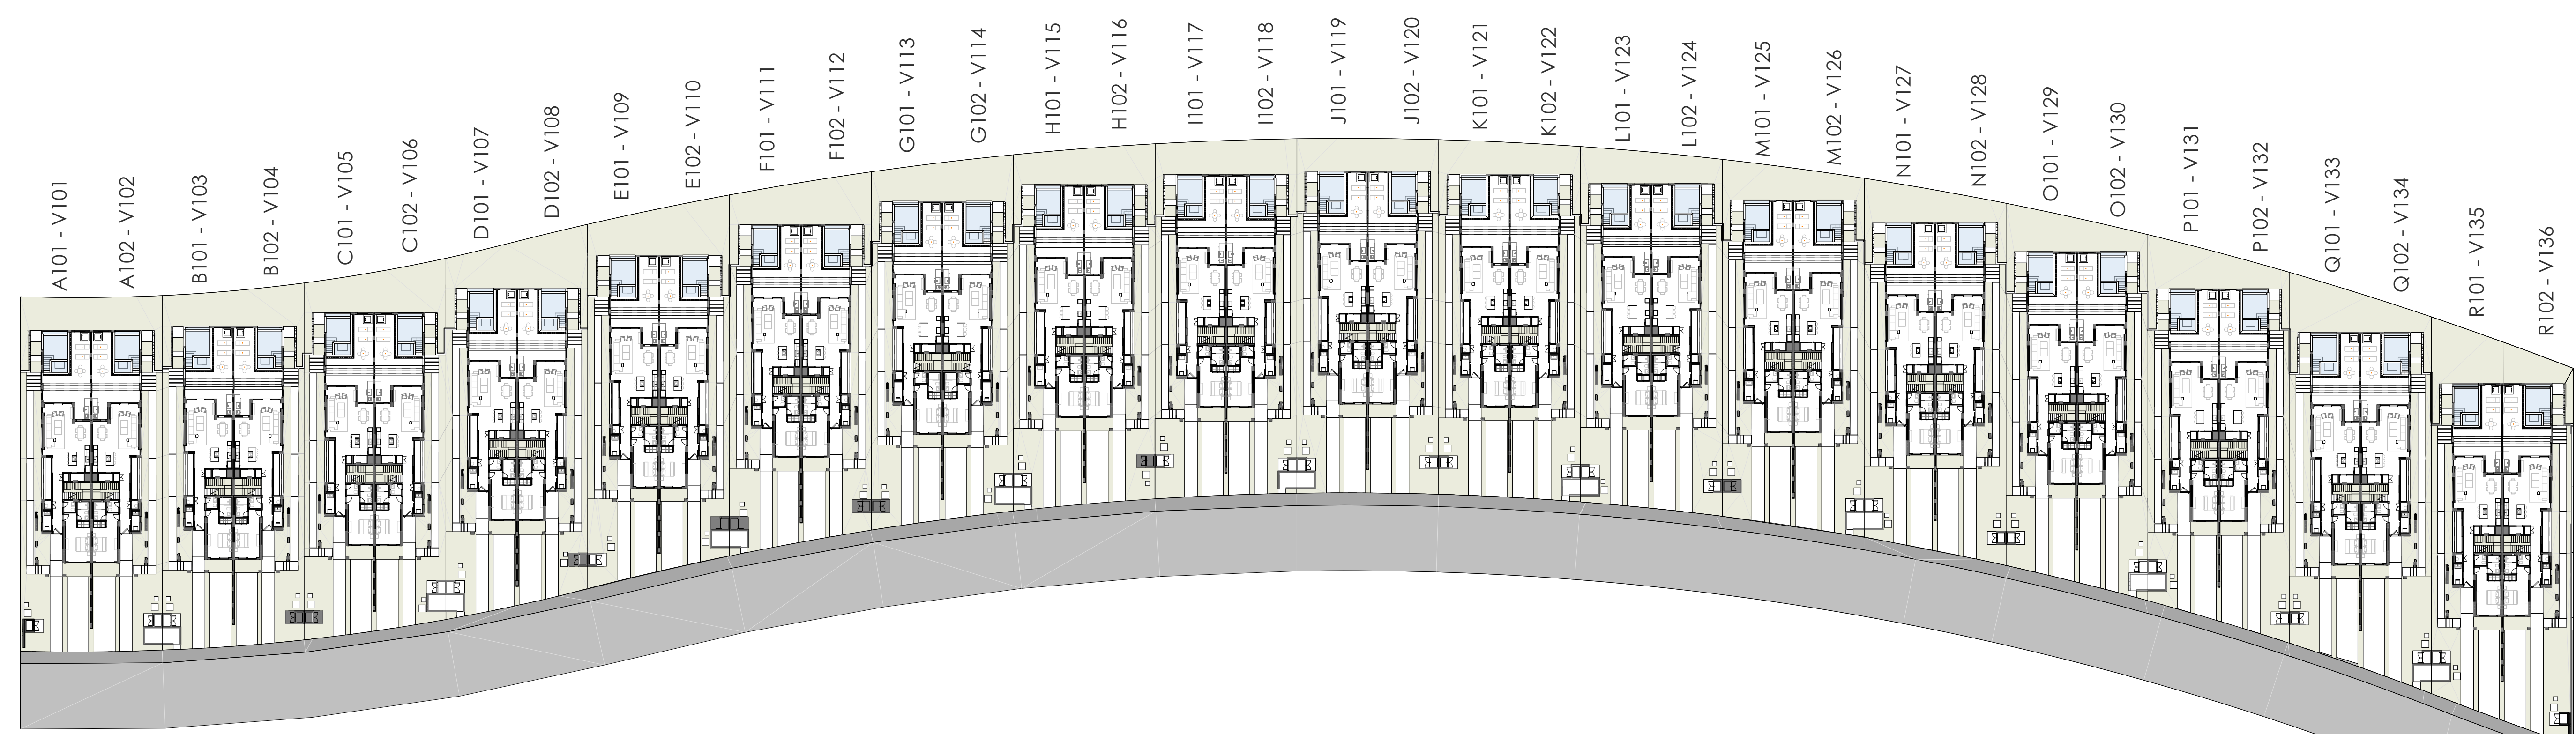 A101 - V101
A102 - V102
B101 - V103
B102 - V104
C101 - V105
C102 - V106
D101 - V107
D102 - V108
E101 - V109
E102 - V110
F101 - V111
F102 - V112
G101 - V113
G102 - V114
H101 - V115
H102 - V116
I101 - V117
I102 - V118
J101 - V119
J102 - V120
K101 - V121
K102 - V122
L101 - V123
L102 - V124
M101 - V125
M102 - V126
N101 - V127
N102 - V128
O101 - V129
O102 - V130
P101 - V131
P102 - V132
Q101 - V133
Q102 - V134
R101 - V135
R102 - V136